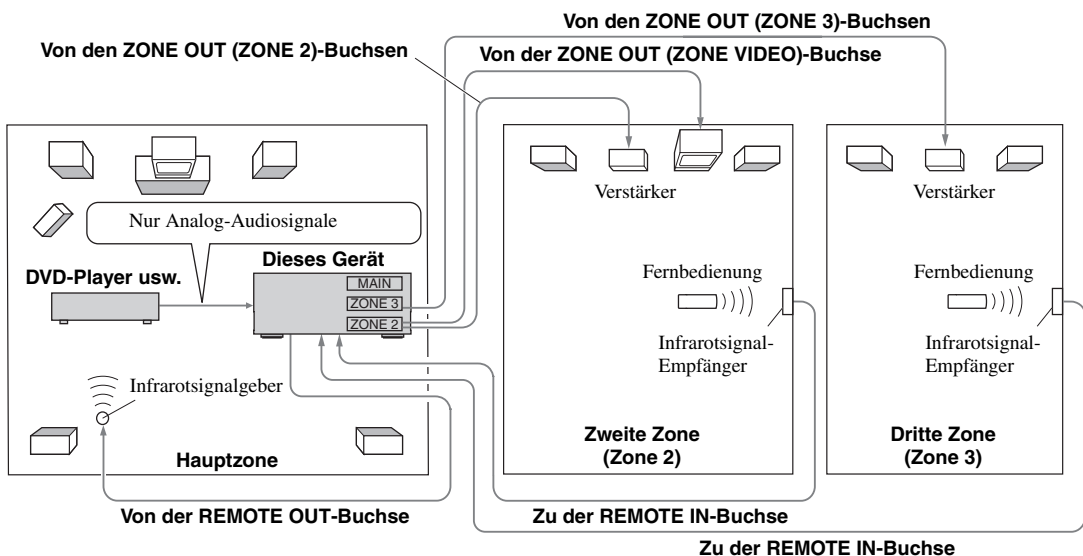 Von den ZONE OUT (ZONE 3)-Buchsen
Von den ZONE OUT (ZONE 2)-Buchsen
Von der ZONE OUT (ZONE VIDEO)-Buchse
Verstärker
Verstärker
Nur Analog-Audiosignale
DVD-Player usw.
Dieses Gerät
MAIN
ZONE 3
ZONE 2
Fernbedienung
Fernbedienung
Infrarotsignal-
Empfänger
Infrarotsignal-
Empfänger
Infrarotsignalgeber
Hauptzone
Zweite Zone
(Zone 2)
Dritte Zone
(Zone 3)
Von der REMOTE OUT-Buchse
Zu der REMOTE IN-Buchse
Zu der REMOTE IN-Buchse